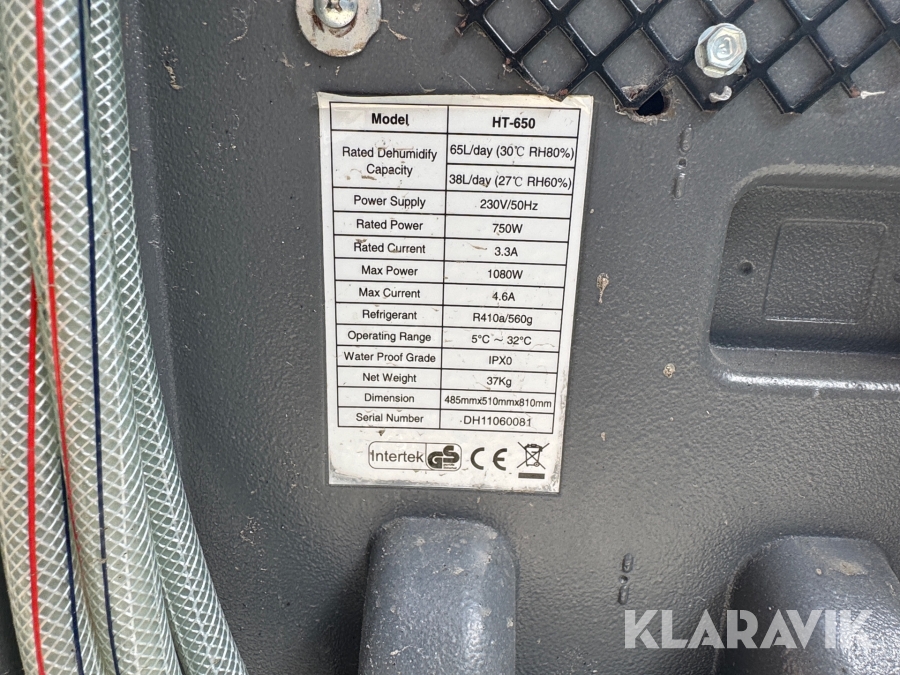 Model HT-650
Rated Dehumidify Capacity 65L/day (30℃ RH80%)
38L/day (27℃ RH60%)
Power Supply 230V/50Hz
Rated Power 750W
Rated Current 3.3A
Max Power 1080W
Max Current 4.6A
Refrigerant R410a/560g
Operating Range 5°C ~ 32°C
Water Proof Grade IPX0
Net Weight 37Kg
Dimension 485mmx510mmx810mm
Serial Number DH11060081
Intertek GS CE
KLARAVIK